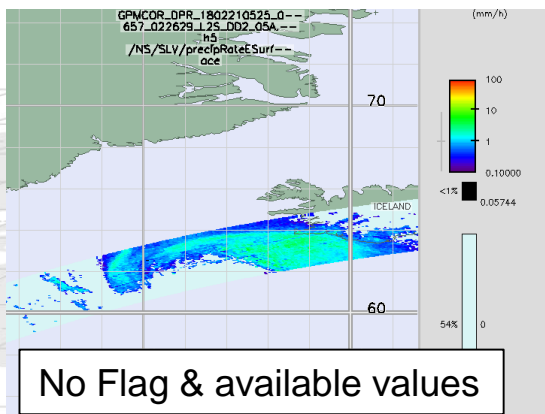 GPMCOR_DPR_1802210525_0--
657_022629_L2S_DD2_05A.--
h5
/NS/SLV/precipRateESurf--
ace
(mm/h)
70
100
10
1
0.10000
<1%
0.05744
ICELAND
60
54%
0
No Flag & available values